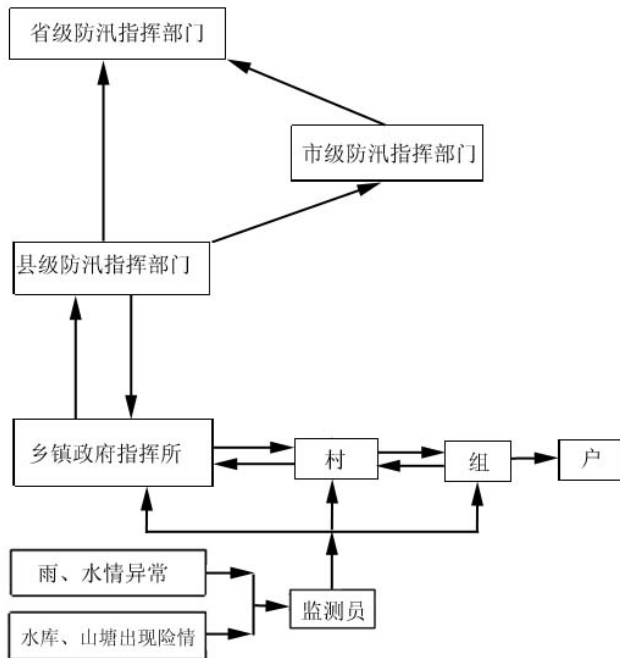 省级防汛指挥部门
市级防汛指挥部门
县级防汛指挥部门
乡镇政府指挥所
村
组
户
雨、水情异常
监测员
水库、山塘出现险情